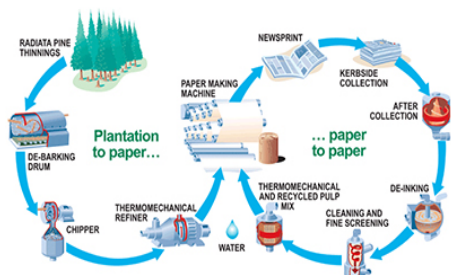 RADIATA PINE
THINNINGS
DE-BARKING
DRUM
CHIPPER
THERMOMECHANICAL
REFINER
Plantation
to paper...
PAPER MAKING
MACHINE
NEWSPRINT
KERBSIDE
COLLECTION
AFTER
COLLECTION
... paper
to paper
DE-INKING
CLEANING AND
FINE SCREENING
THERMOMECHANICAL
AND RECYCLED PULP
MIX
WATER